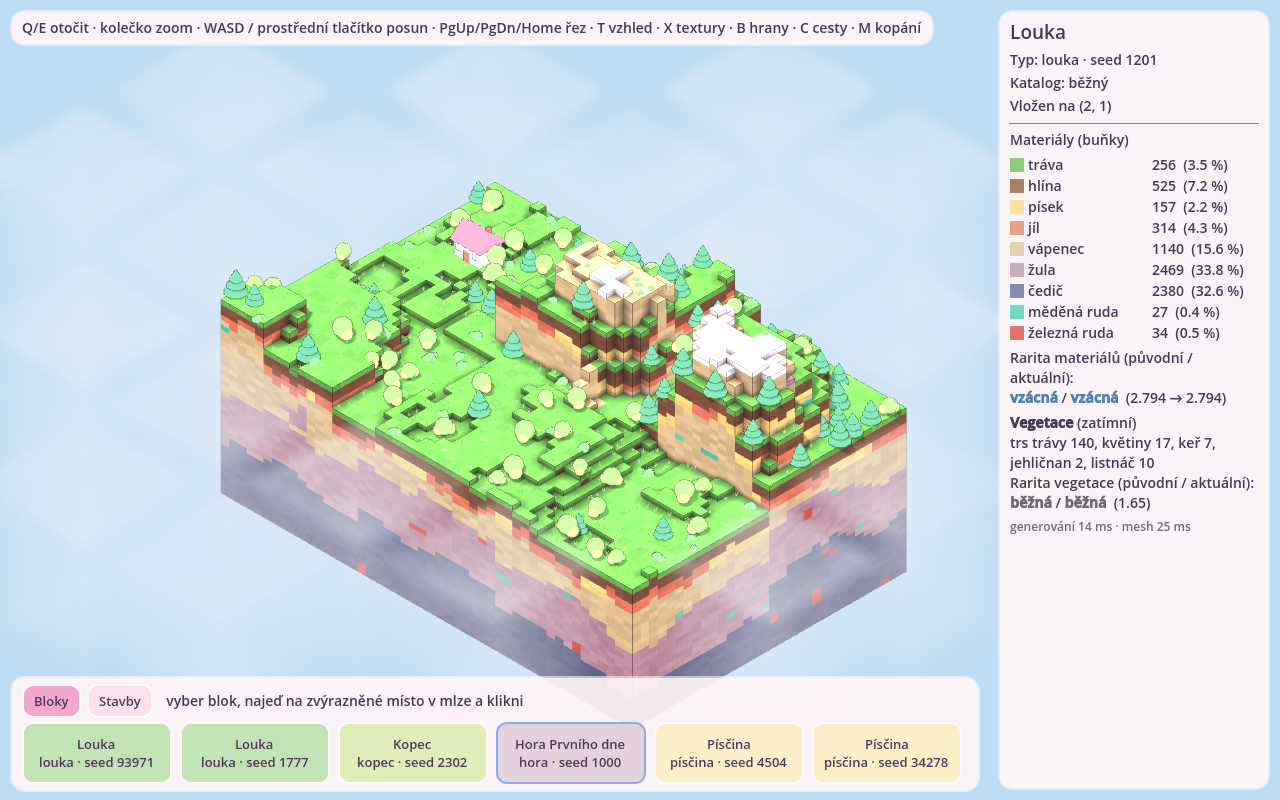 Q/E otočit · kolečko zoom · WASD / prostřední tlačítko posun · PgUp/PgDn/Home řez · T vzhled · X textury · B hrany · C cesty · M kopání
Louka
Typ: louka · seed 1201
Katalog: běžný
Vložen na (2, 1)
Materiály (buňky)
tráva 256 (3.5 %)
hlína 525 (7.2 %)
písek 157 (2.2 %)
jíl 314 (4.3 %)
vápenec 1140 (15.6 %)
žula 2469 (33.8 %)
čedič 2380 (32.6 %)
měděná ruda 27 (0.4 %)
železná ruda 34 (0.5 %)
Rarita materiálů (původní /
aktuální):
vzácná / vzácná (2.794 → 2.794)
Vegetace (zatímní)
trs trávy 140, květiny 17, keř 7,
jehličnan 2, listnáč 10
Rarita vegetace (původní / aktuální):
běžná / běžná (1.65)
generování 14 ms · mesh 25 ms
Bloky Stavby vyber blok, najeď na zvýrazněné místo v mlze a klikni
Louka
louka · seed 93971
Louka
louka · seed 1777
Kopec
kopec · seed 2302
Hora Prvního dne
hora · seed 1000
Písčina
písčina · seed 4504
Písčina
písčina · seed 34278